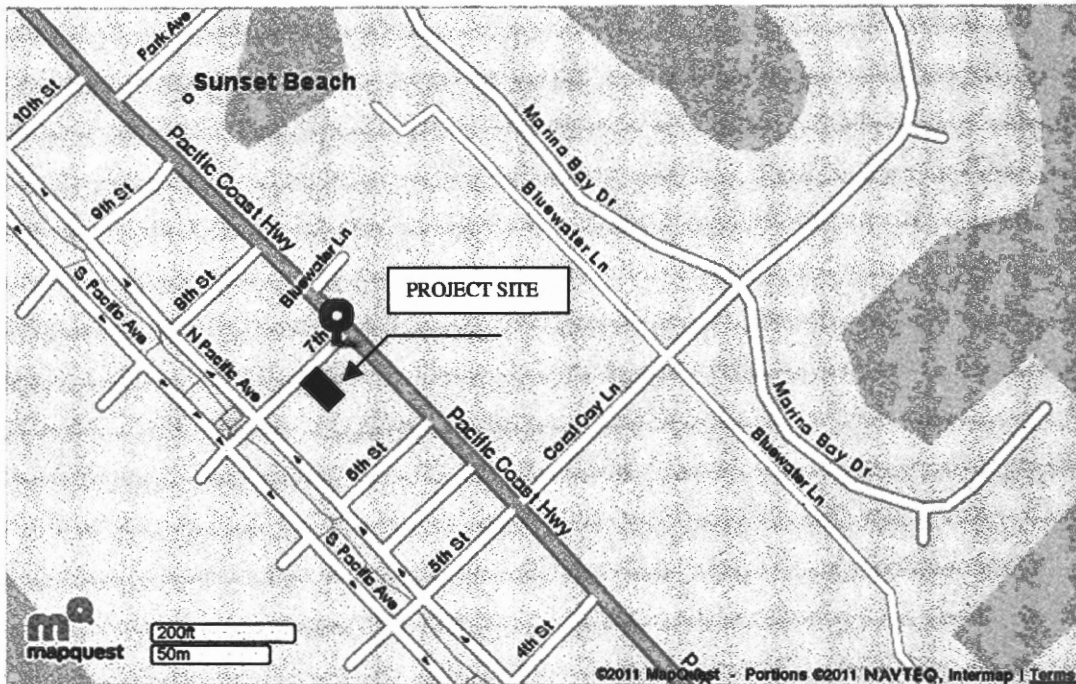 Park Ave
Sunset Beach
10th St
Pacific Coast Hwy
Marina Bay Dr
9th St
Bluewater Ln
Bluewater Ln
PROJECT SITE
S Pacific Ave
8th St
N Pacific Ave
7th
Coral Cay Ln
Marina Bay Dr
Pacific Coast Hwy
6th St
Bluewater Ln
5th St
S Pacific Ave
4th St
P
mQ
mapquest
200ft
50m
©2011 MapQuest - Portions ©2011 NAVTEQ, Intermap | Terms